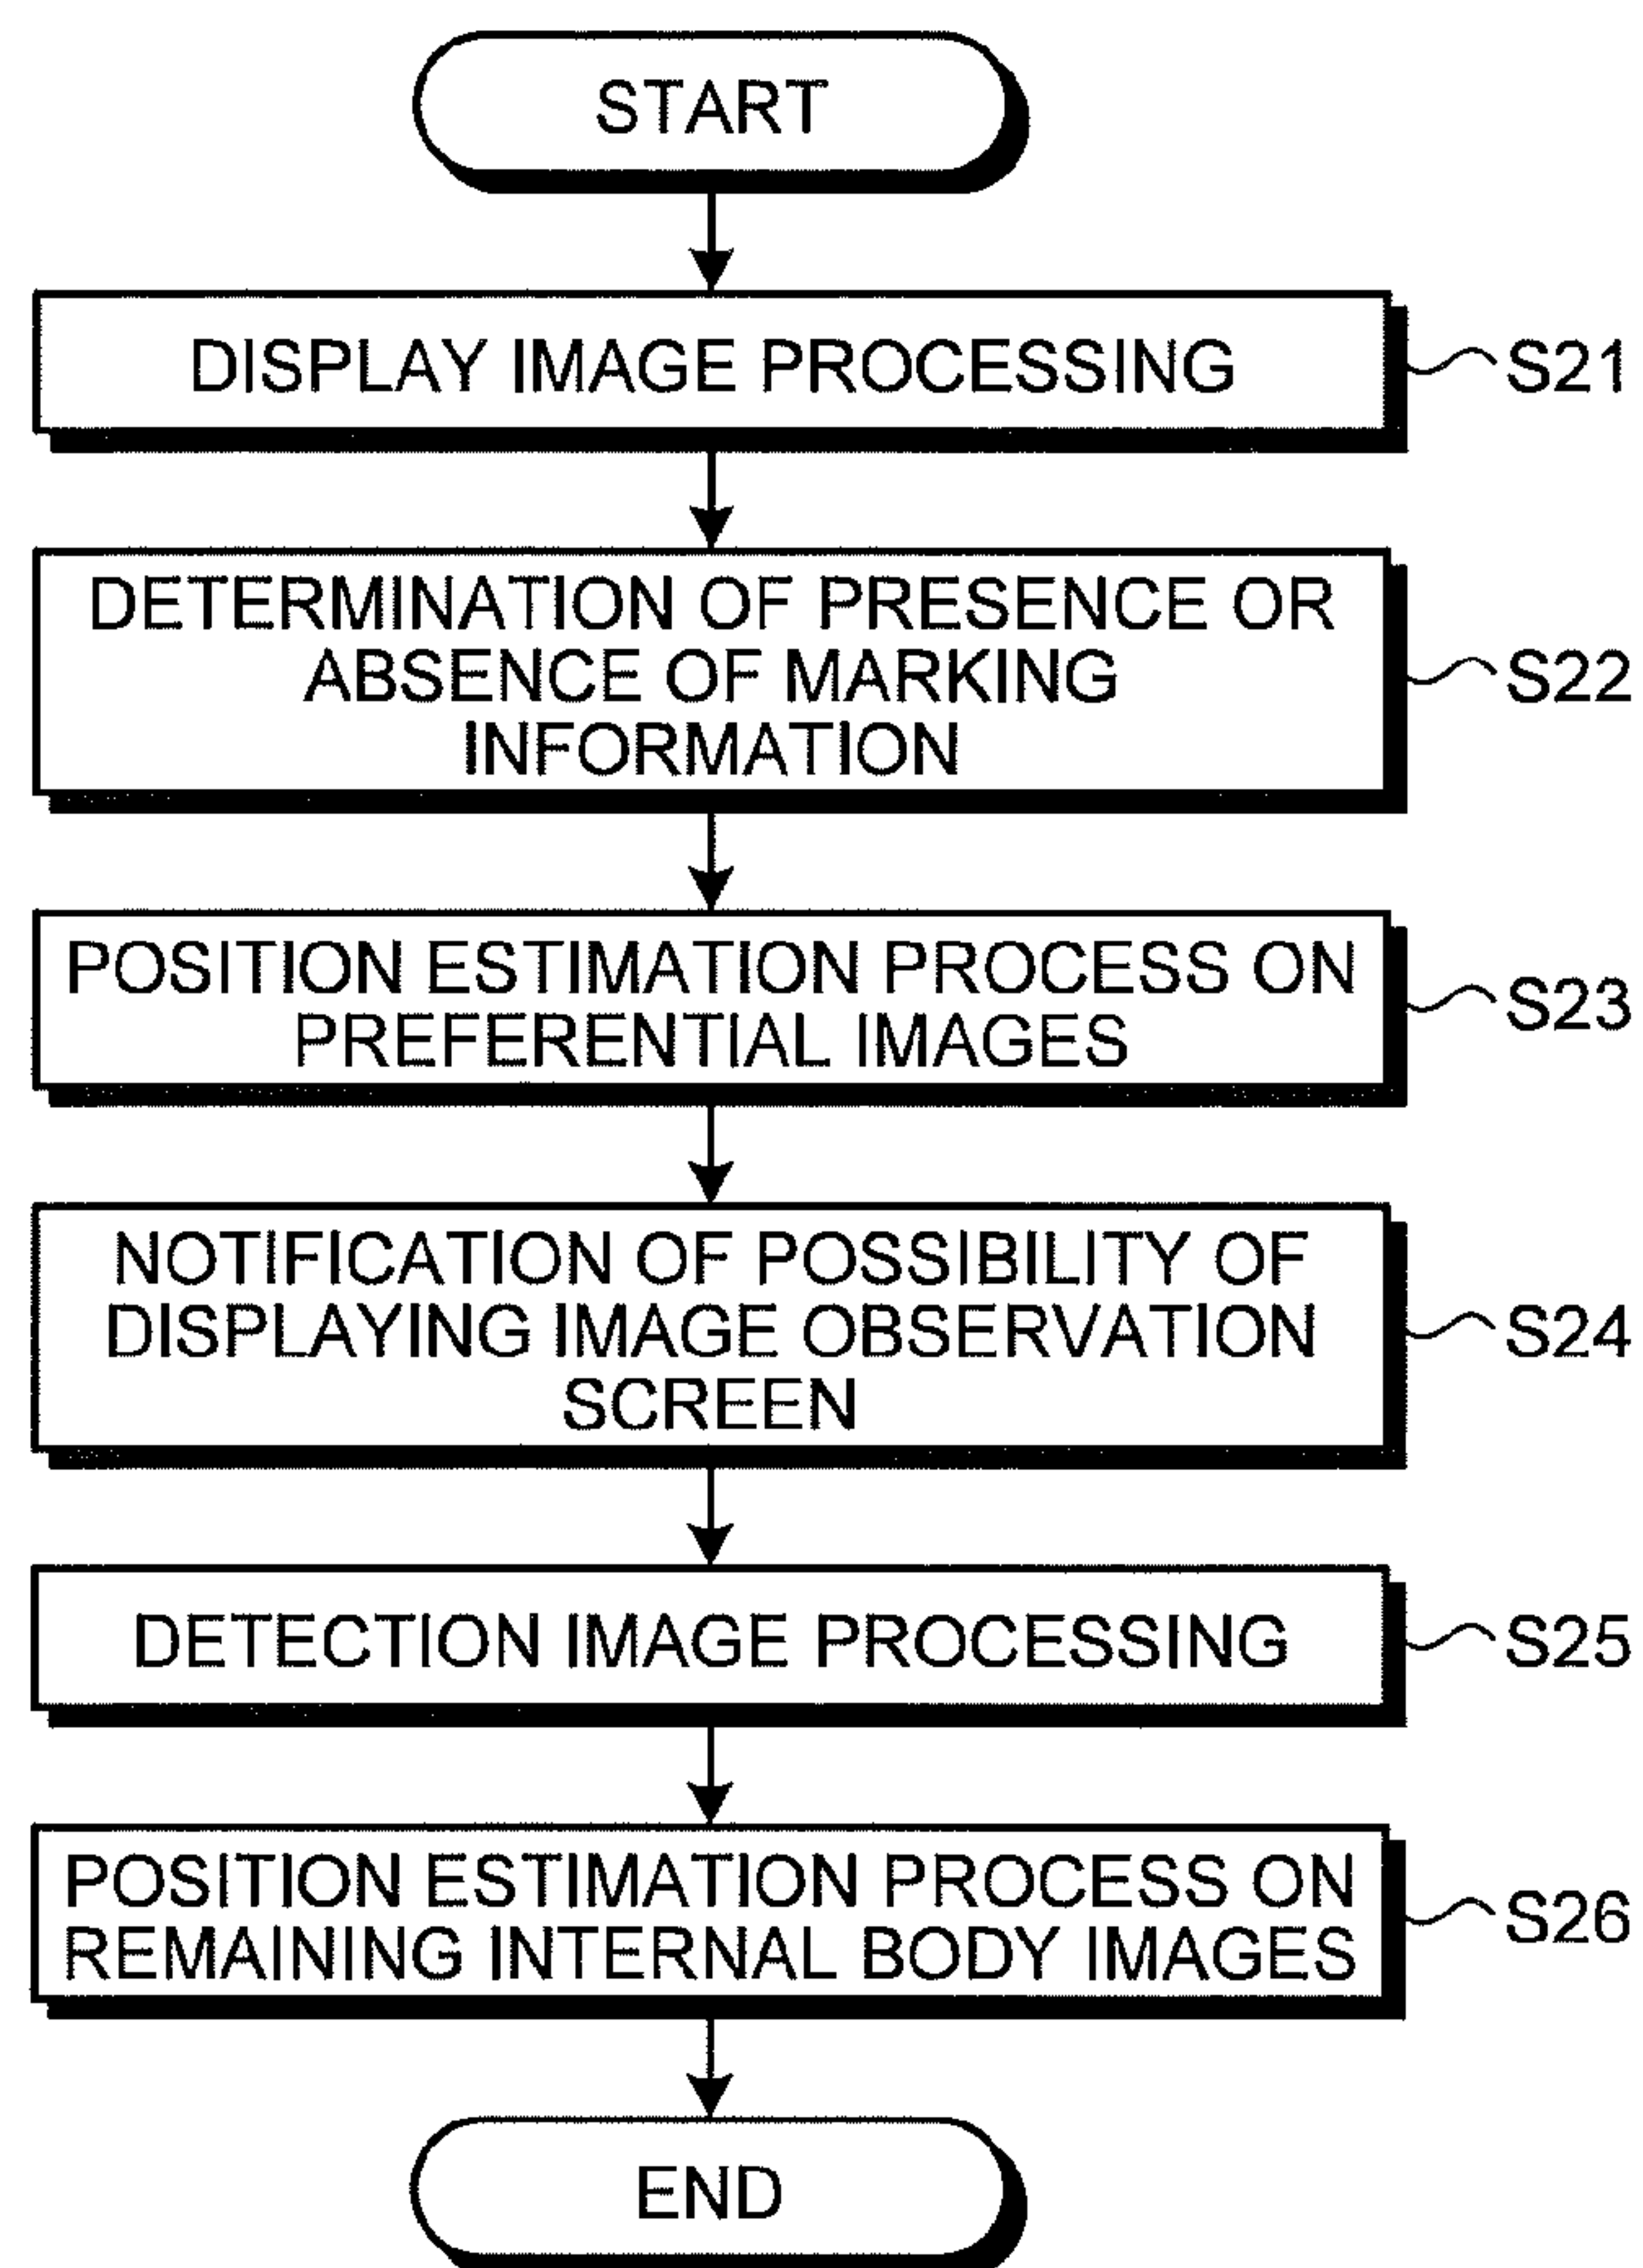 START
DISPLAY IMAGE PROCESSING
S21
DETERMINATION OF PRESENCE OR
ABSENCE OF MARKING
INFORMATION
S22
POSITION ESTIMATION PROCESS ON
PREFERENTIAL IMAGES
S23
NOTIFICATION OF POSSIBILITY OF
DISPLAYING IMAGE OBSERVATION
SCREEN
S24
DETECTION IMAGE PROCESSING
S25
POSITION ESTIMATION PROCESS ON
REMAINING INTERNAL BODY IMAGES
S26
END